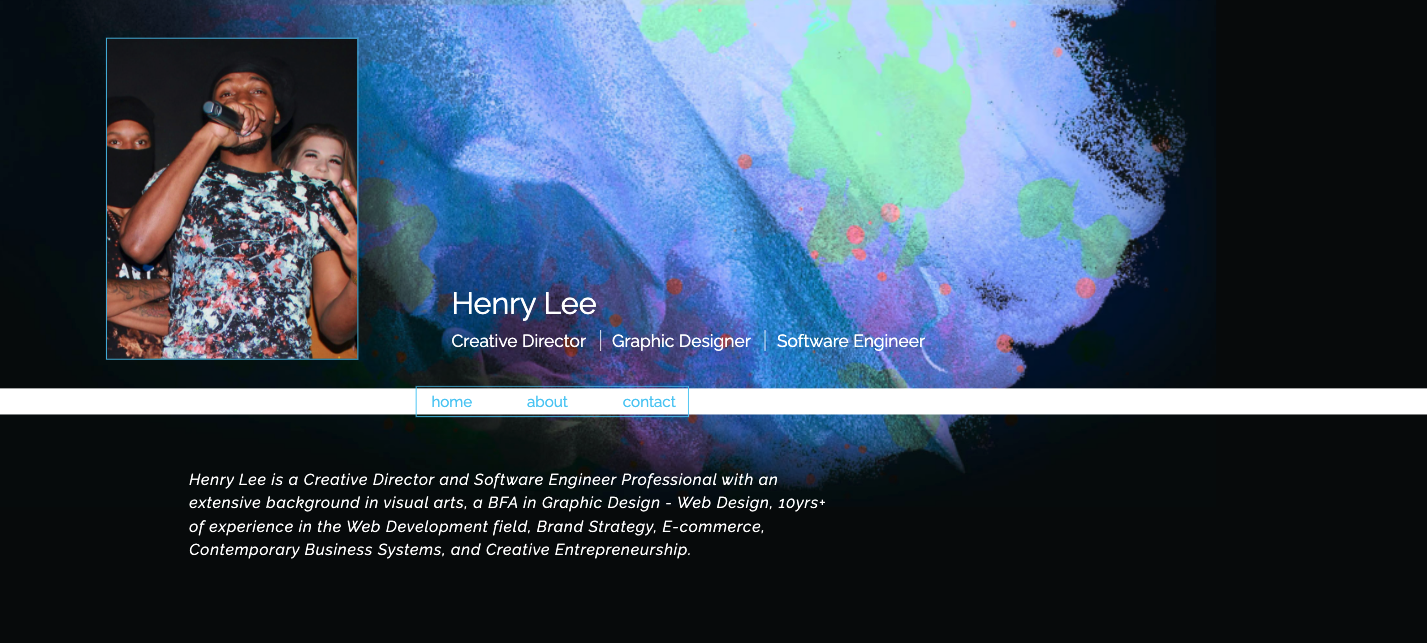 Henry Lee
Creative Director | Graphic Designer | Software Engineer
home about contact
Henry Lee is a Creative Director and Software Engineer Professional with an
extensive background in visual arts, a BFA in Graphic Design - Web Design, 10yrs+
of experience in the Web Development field, Brand Strategy, E-commerce,
Contemporary Business Systems, and Creative Entrepreneurship.